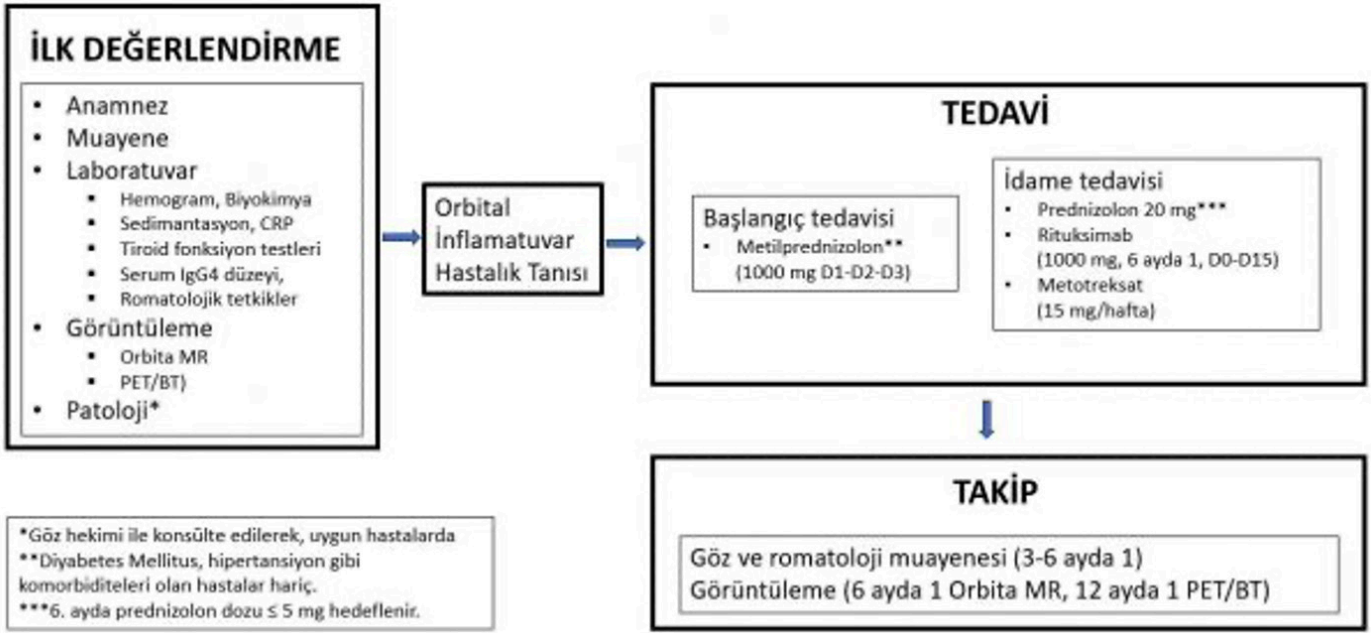 İLK DEĞERLENDİRME
• Anamnez
• Muayene
• Laboratuvar
▪ Hemogram, Biyokimya
▪ Sedimantasyon, CRP
▪ Tiroid fonksiyon testleri
▪ Serum IgG4 düzeyi,
▪ Romatolojik tetkikler
• Görüntüleme
▪ Orbita MR
▪ PET/BT)
• Patoloji*
Orbital
İnflamatuvar
Hastalık Tanısı
TEDAVİ
Başlangıç tedavisi
• Metilprednizolon**
(1000 mg D1-D2-D3)
İdame tedavisi
• Prednizolon 20 mg***
• Rituksimab
(1000 mg, 6 ayda 1, D0-D15)
• Metotreksat
(15 mg/hafta)
TAKİP
Göz ve romatoloji muayenesi (3-6 ayda 1)
Görüntüleme (6 ayda 1 Orbita MR, 12 ayda 1 PET/BT)
*Göz hekimi ile konsülte edilerek, uygun hastalarda
**Diyabetes Mellitus, hipertansiyon gibi
komorbiditeleri olan hastalar hariç.
***6. ayda prednizolon dozu ≤ 5 mg hedeflenir.